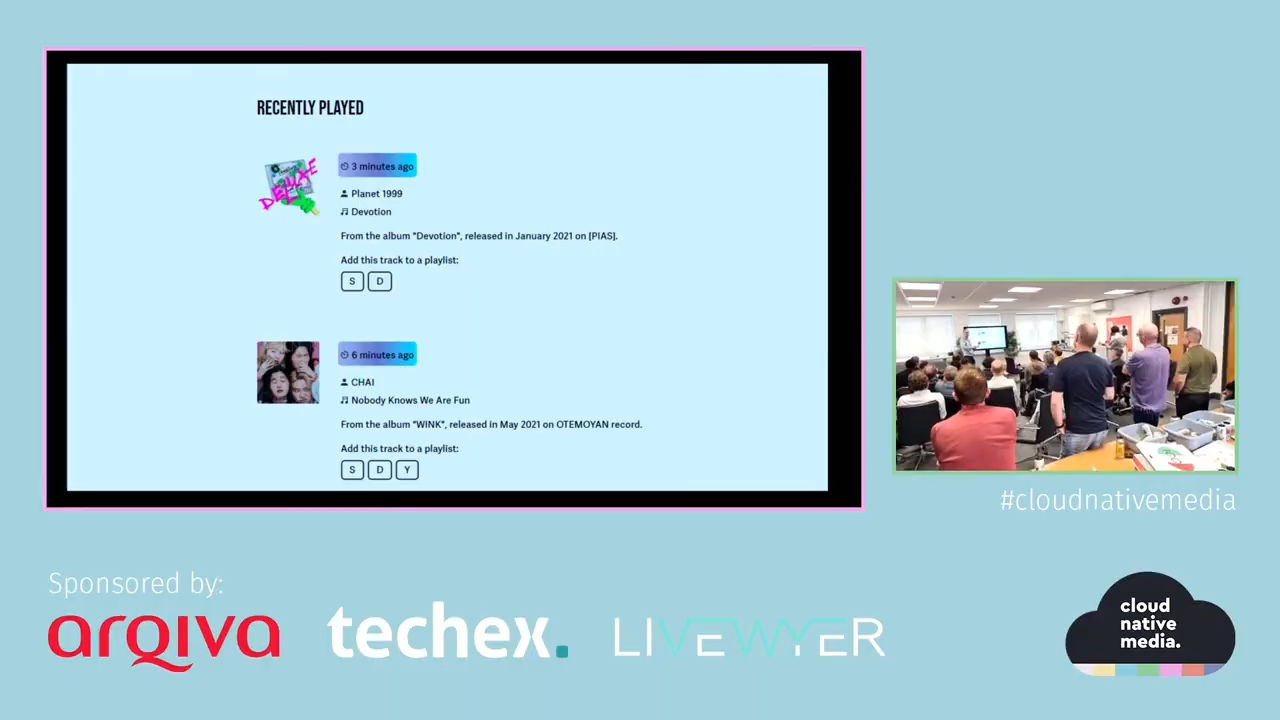 RECENTLY PLAYED
DELUXE
3 minutes ago
Planet 1999
Devotion
From the album "Devotion", released in January 2021 on [PIAS].
Add this track to a playlist:
S D
6 minutes ago
CHAI
Nobody Knows We Are Fun
From the album "WINK", released in May 2021 on OTEMOYAN record.
Add this track to a playlist:
S D Y
#cloudnativemedia
Sponsored by:
arqiva
techex.
LIVEWYER
cloud
native
media.